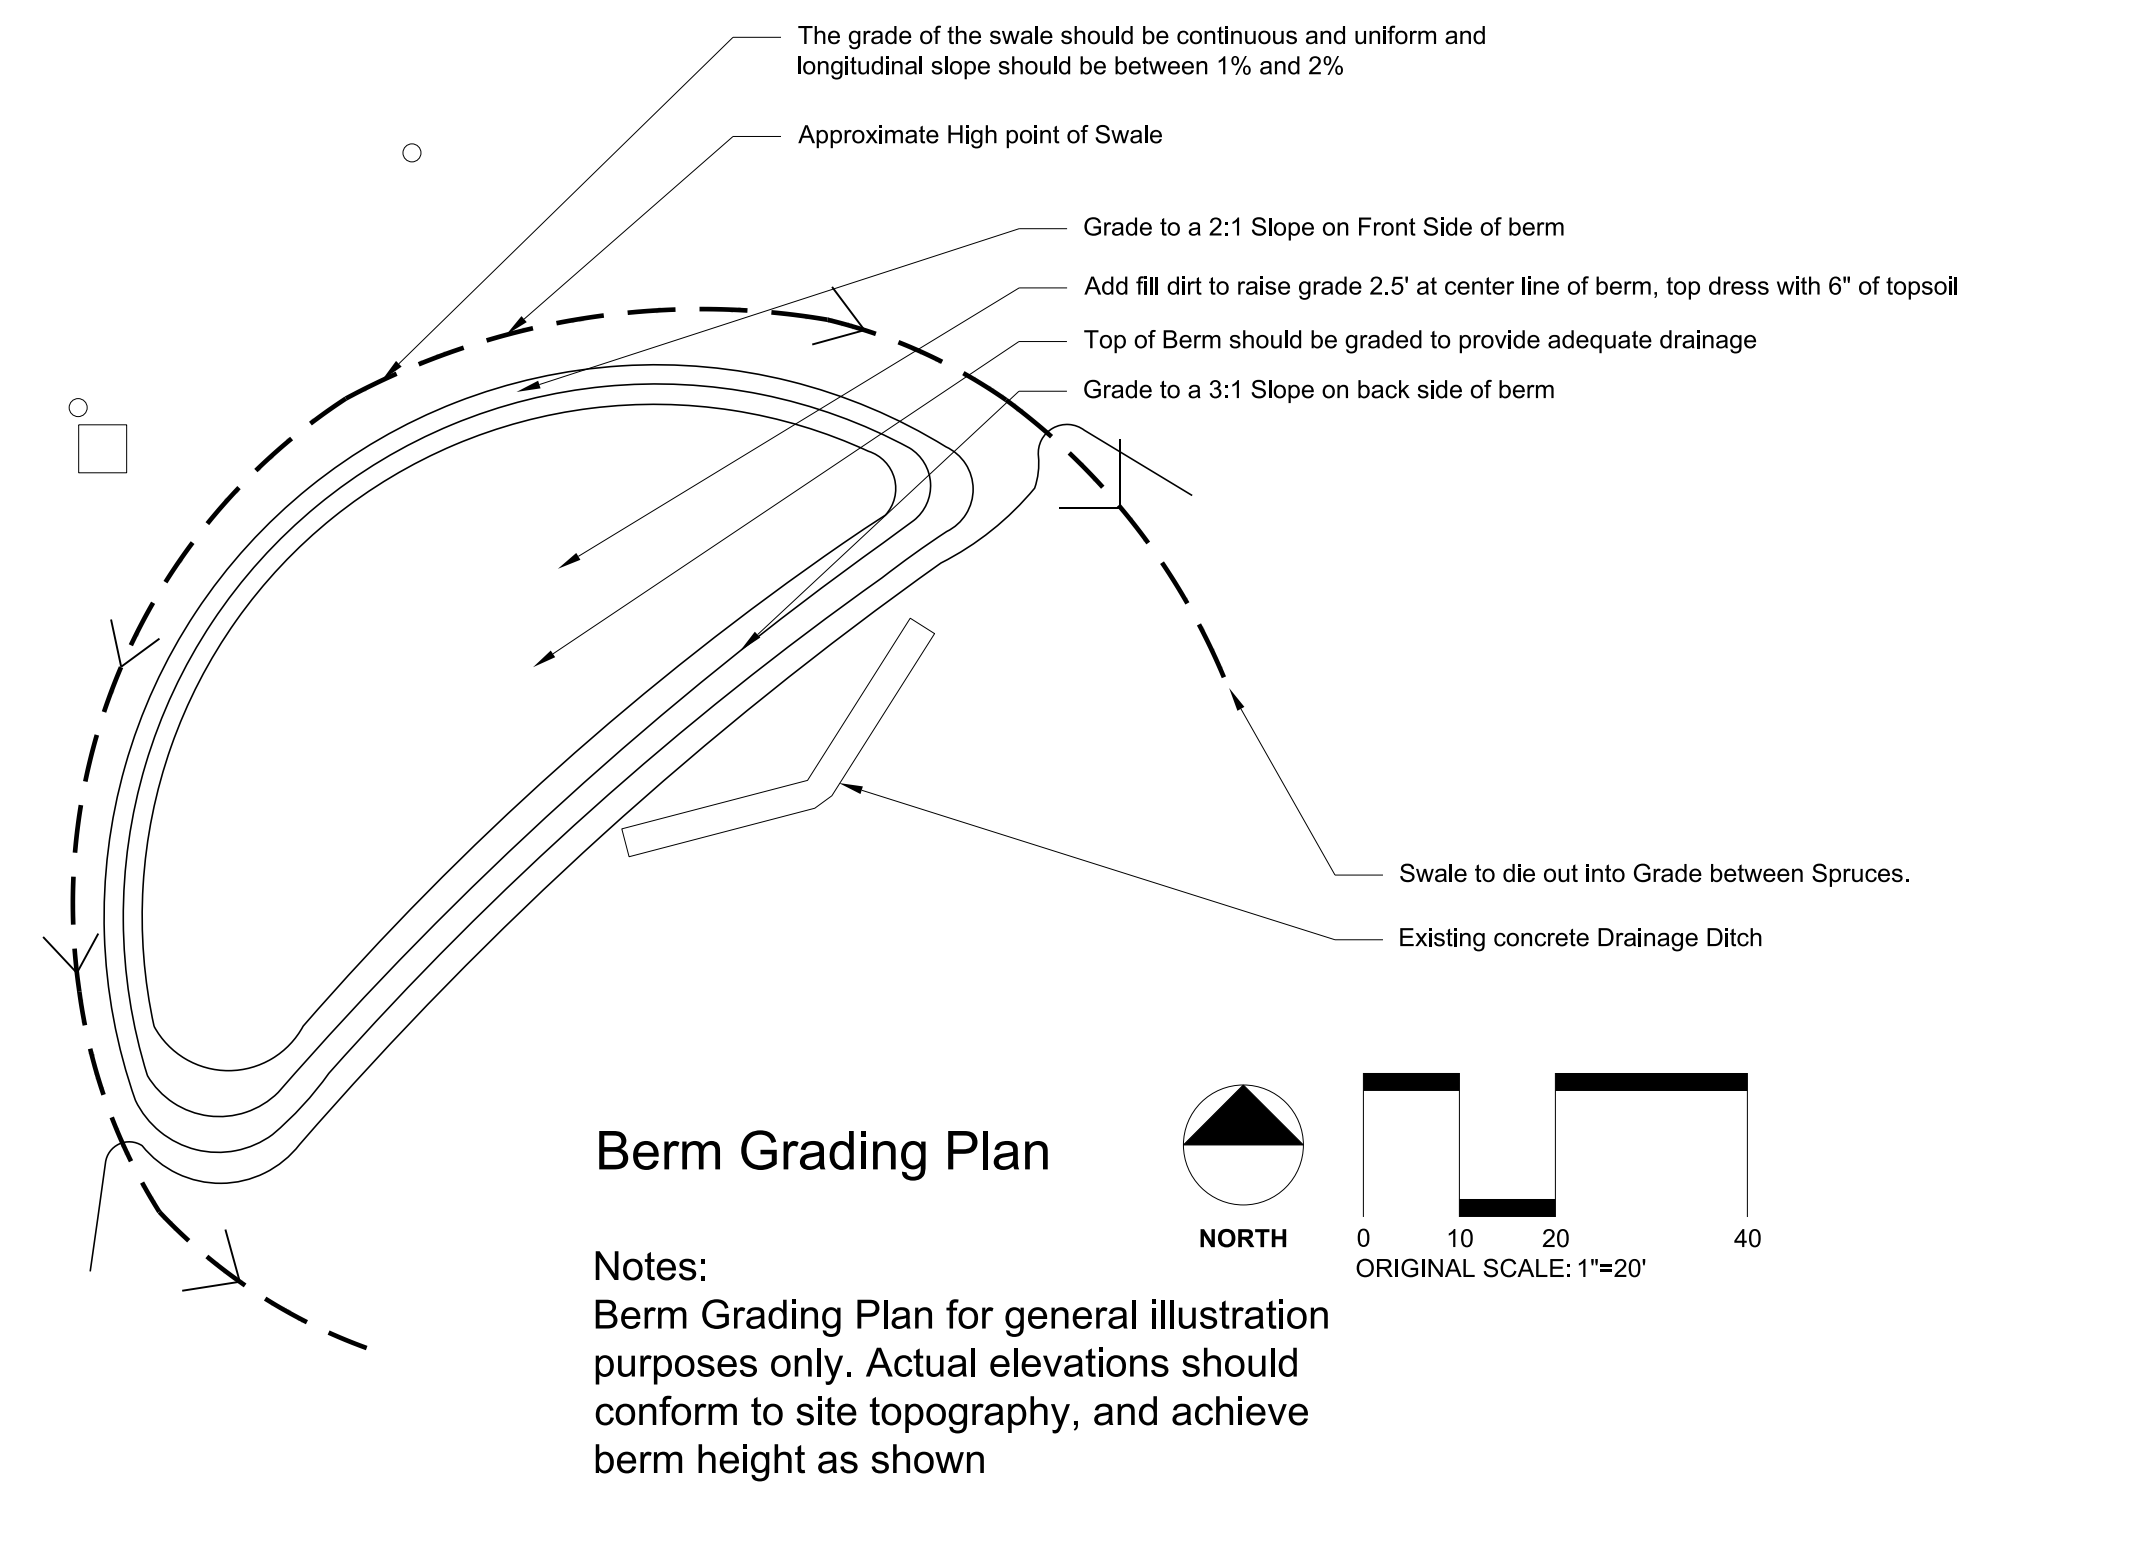 The grade of the swale should be continuous and uniform and
longitudinal slope should be between 1% and 2%
Approximate High point of Swale
Grade to a 2:1 Slope on Front Side of berm
Add fill dirt to raise grade 2.5' at center line of berm, top dress with 6" of topsoil
Top of Berm should be graded to provide adequate drainage
Grade to a 3:1 Slope on back side of berm
Swale to die out into Grade between Spruces.
Existing concrete Drainage Ditch
Berm Grading Plan
NORTH
0 10 20 40
ORIGINAL SCALE: 1"=20'
Notes:
Berm Grading Plan for general illustration
purposes only. Actual elevations should
conform to site topography, and achieve
berm height as shown